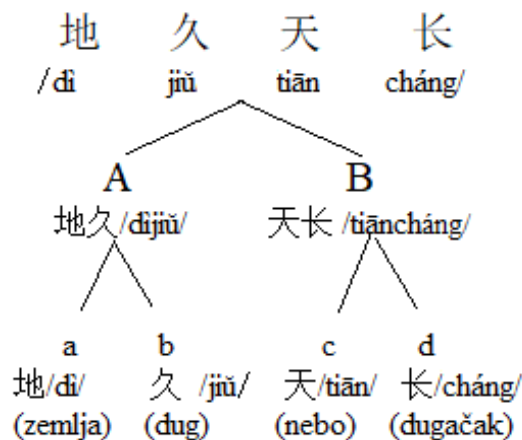 地 久 天 长
/dì jiǔ tiān cháng/
A B
地久/dìjiǔ/ 天长 /tiāncháng/
a b c d
地/dì/ 久 /jiǔ/ 天/tiān/ 长/cháng/
(zemlja) (dug) (nebo) (dugačak)